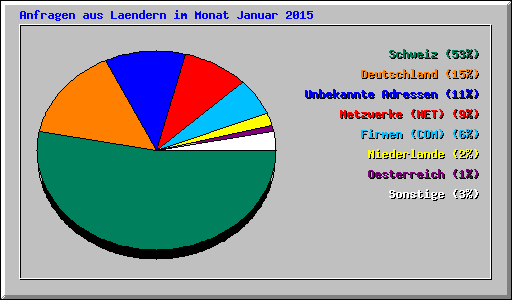 Anfragen aus Laendern im Monat Januar 2015
Schweiz (53%)
Deutschland (15%)
Unbekannte Adressen (11%)
Netzwerke (NET) (9%)
Firmen (COM) (6%)
Niederlande (2%)
Oesterreich (1%)
Sonstige (3%)